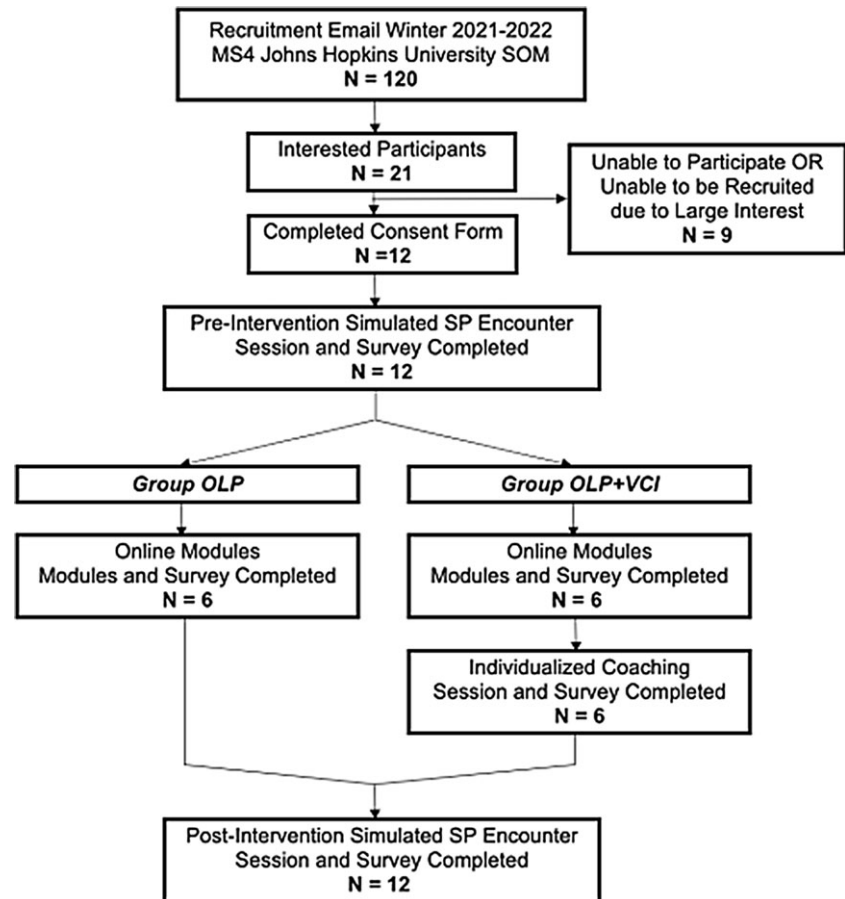 Recruitment Email Winter 2021-2022
MS4 Johns Hopkins University SOM
N = 120
Interested Participants
N = 21
Unable to Participate OR
Unable to be Recruited
due to Large Interest
N = 9
Completed Consent Form
N =12
Pre-Intervention Simulated SP Encounter
Session and Survey Completed
N = 12
Group OLP
Group OLP+VCI
Online Modules
Modules and Survey Completed
N = 6
Online Modules
Modules and Survey Completed
N = 6
Individualized Coaching
Session and Survey Completed
N = 6
Post-Intervention Simulated SP Encounter
Session and Survey Completed
N = 12